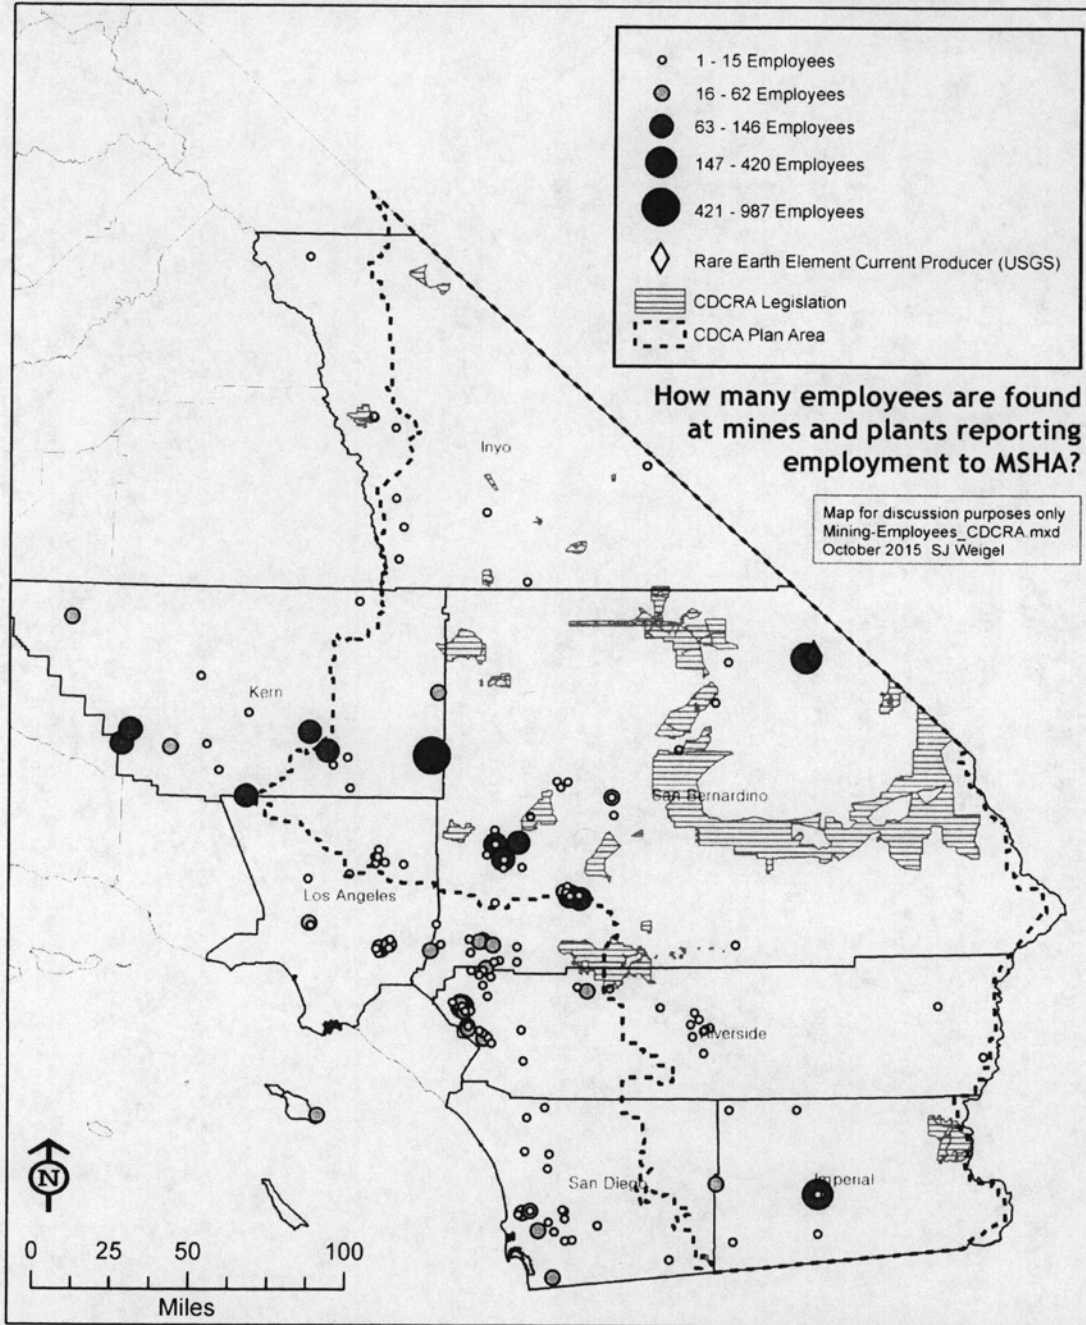 1 - 15 Employees
16 - 62 Employees
63 - 146 Employees
147 - 420 Employees
421 - 987 Employees
Rare Earth Element Current Producer (USGS)
CDCRA Legislation
CDCA Plan Area
How many employees are found
at mines and plants reporting
employment to MSHA?
Map for discussion purposes only
Mining-Employees_CDCRA.mxd
October 2015 SJ Weigel
Inyo
Kern
San Bernardino
Los Angeles
Riverside
San Diego
Imperial
N
0 25 50 100
Miles